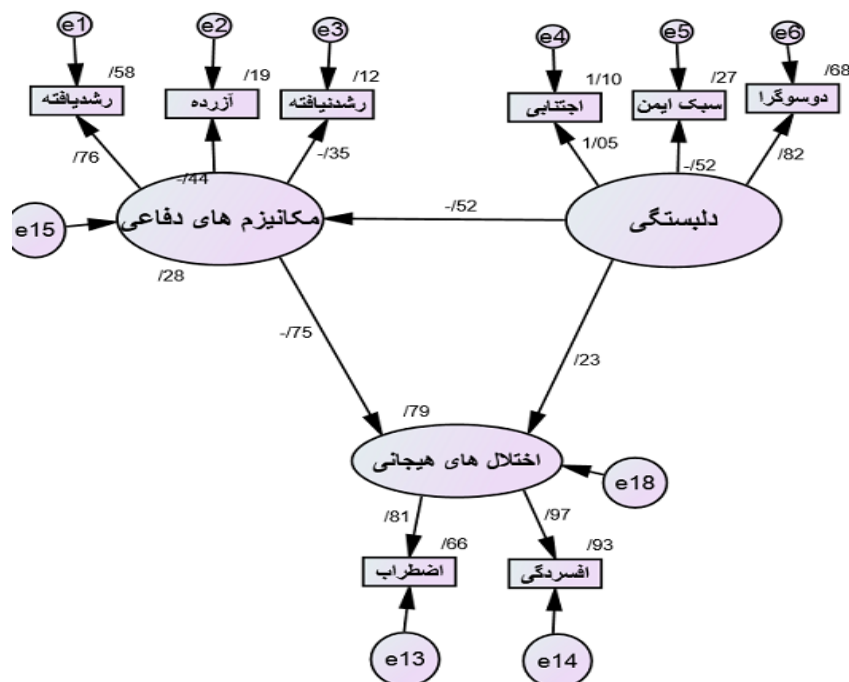 e1
e2
e3
e4
e5
e6
/58
/19
/12
1/10
/27
/68
رشدیافته
آزرده
رشدنیافته
اجتنابی
سبک ایمن
دوسوگرا
/76
-/44
-/35
1/05
-/52
/82
e15
مکانیزم های دفاعی
-/52
دلبستگی
/28
-/75
/23
/79
اختلال های هیجانی
e18
/81
/97
/66
/93
اضطراب
افسردگی
e13
e14